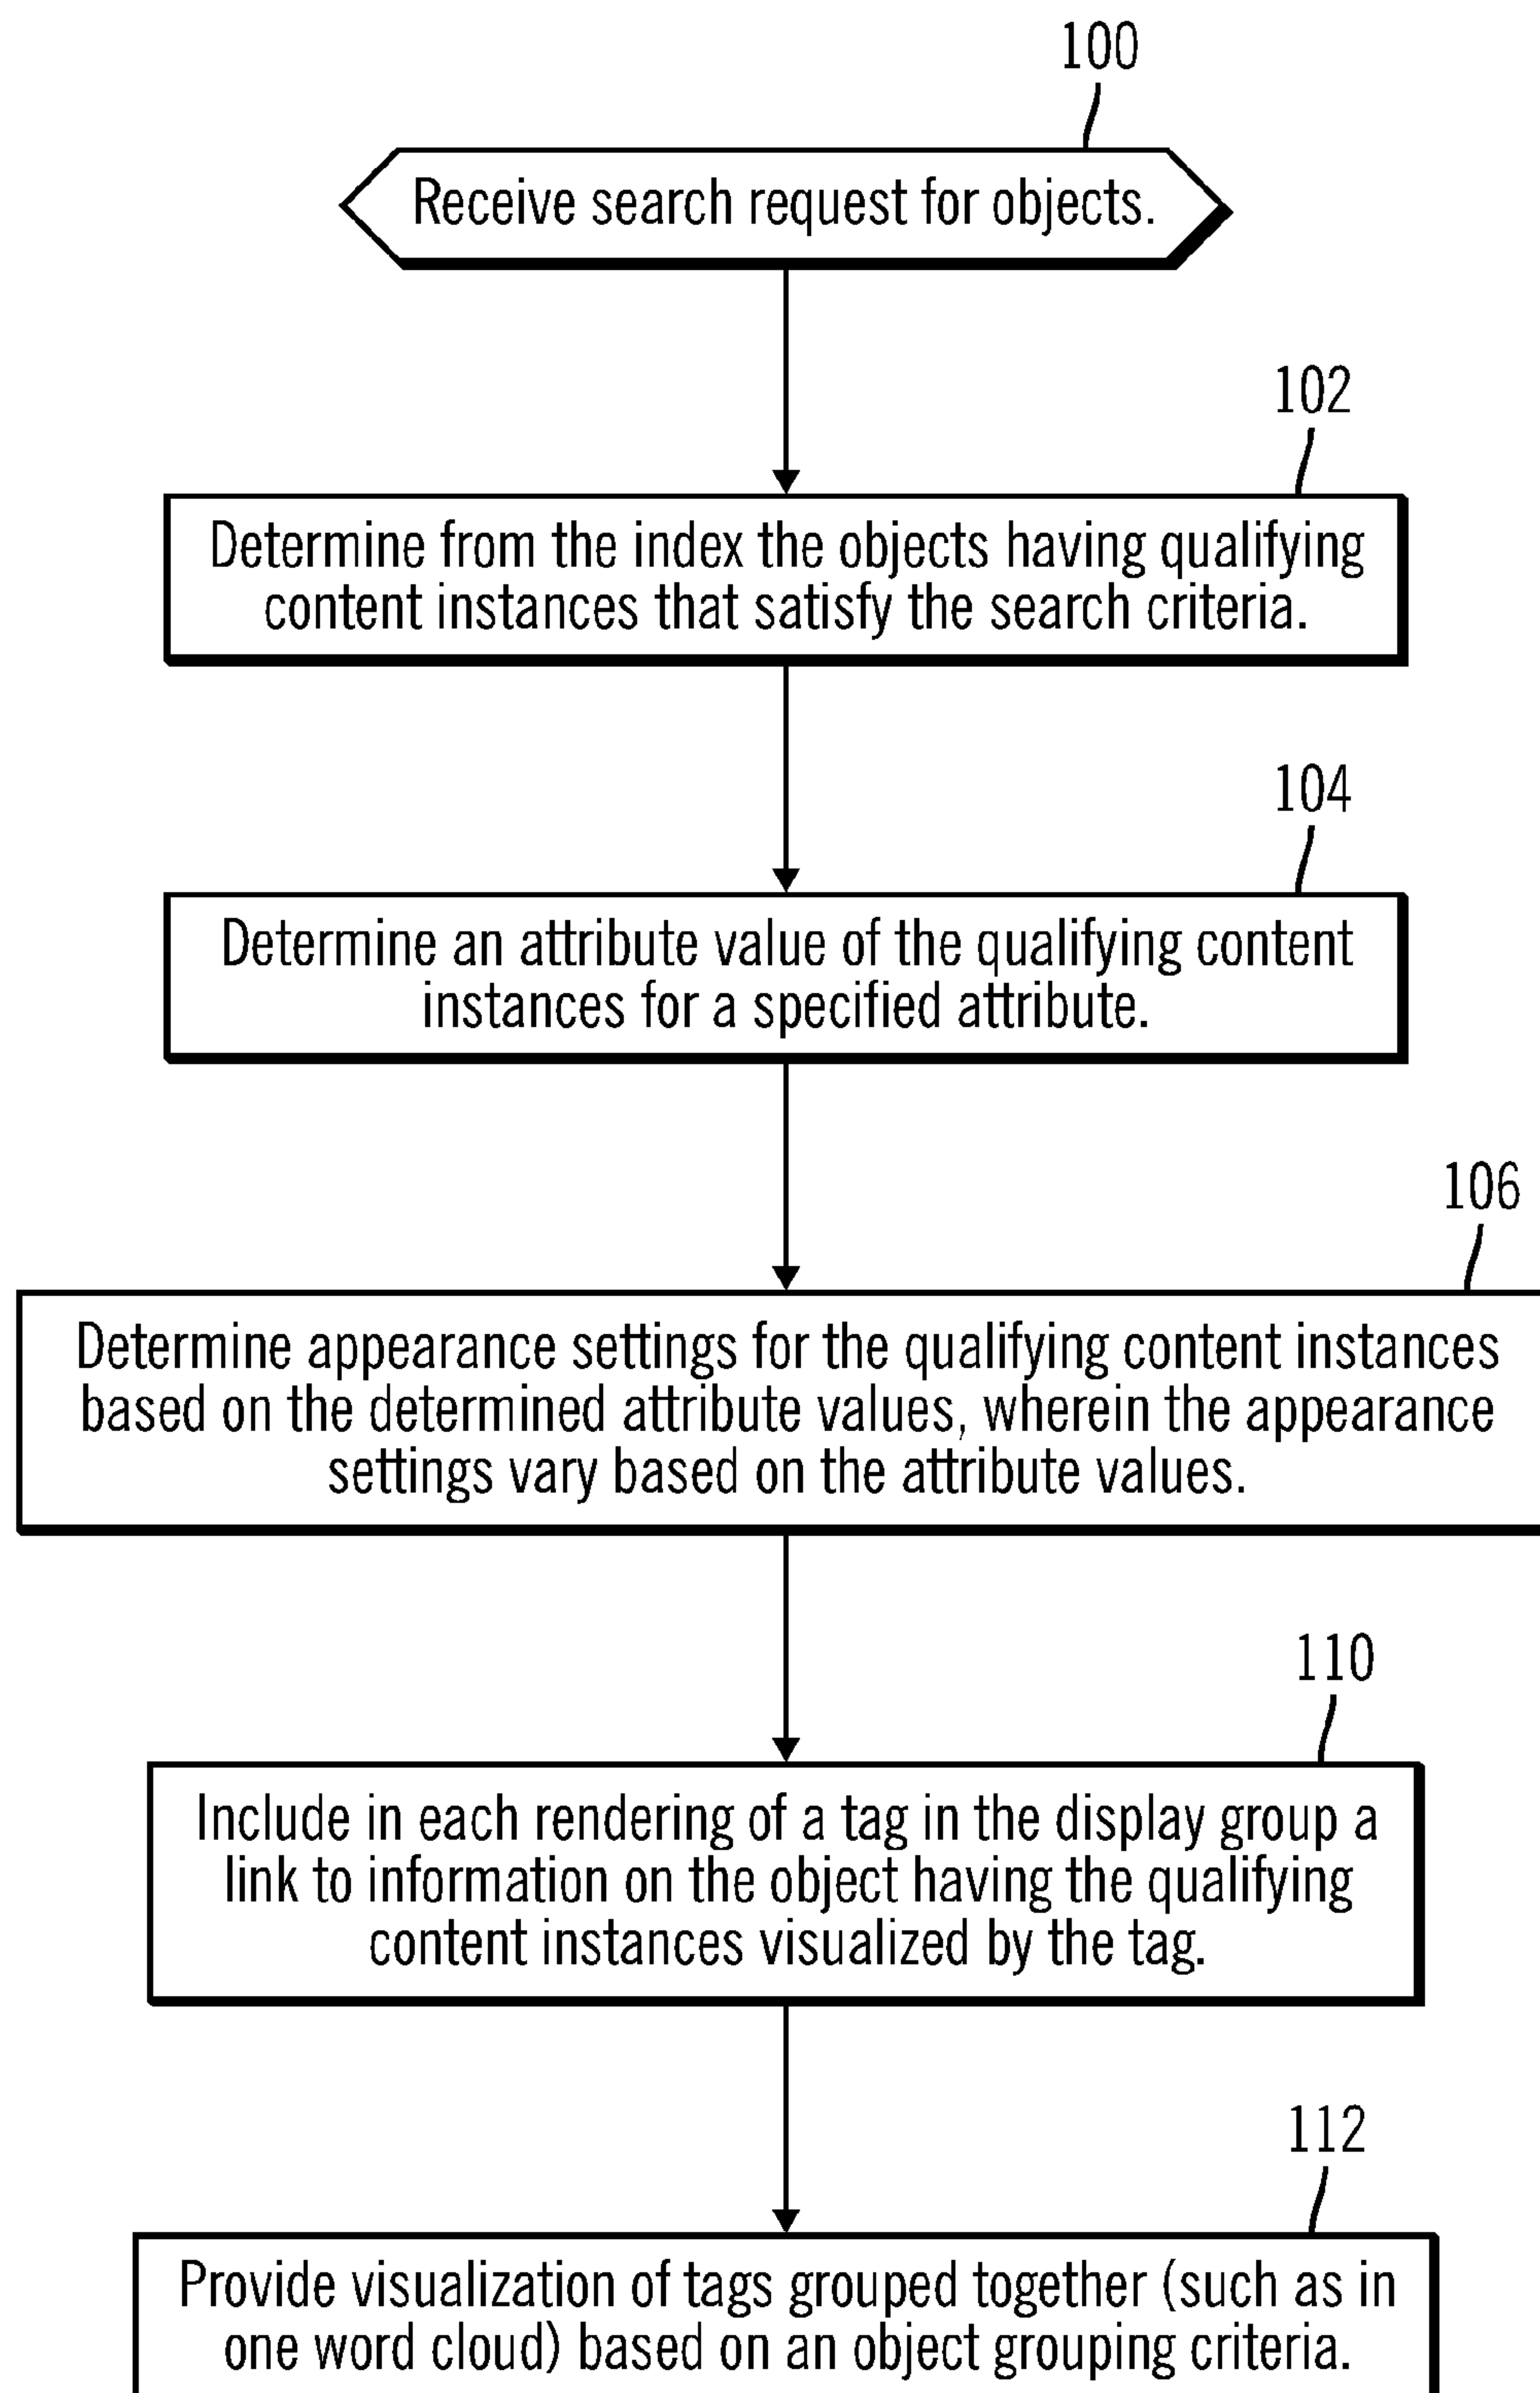 100
Receive search request for objects.
102
Determine from the index the objects having qualifying
content instances that satisfy the search criteria.
104
Determine an attribute value of the qualifying content
instances for a specified attribute.
106
Determine appearance settings for the qualifying content instances
based on the determined attribute values, wherein the appearance
settings vary based on the attribute values.
110
Include in each rendering of a tag in the display group a
link to information on the object having the qualifying
content instances visualized by the tag.
112
Provide visualization of tags grouped together (such as in
one word cloud) based on an object grouping criteria.